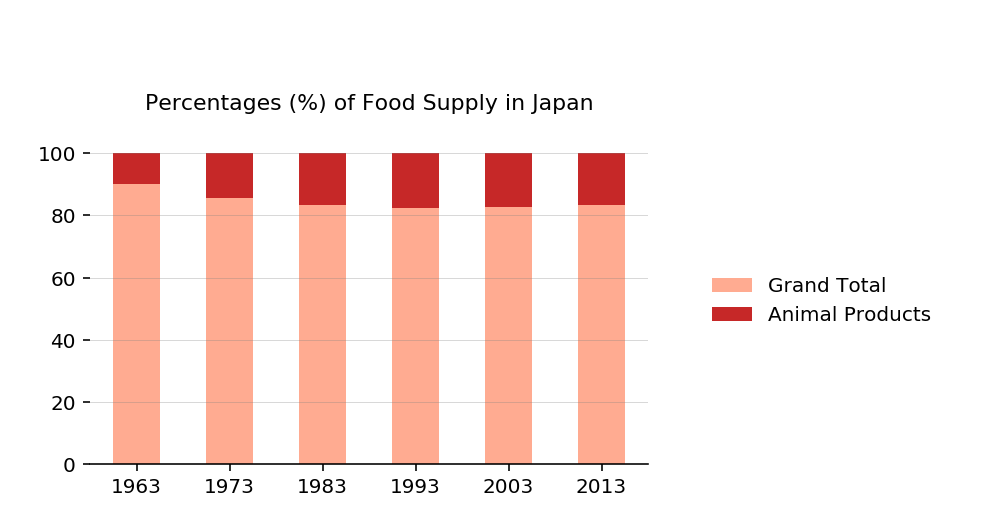 Percentages (%) of Food Supply in Japan
100
80
60
40
20
0
1963 1973 1983 1993 2003 2013
Grand Total
Animal Products